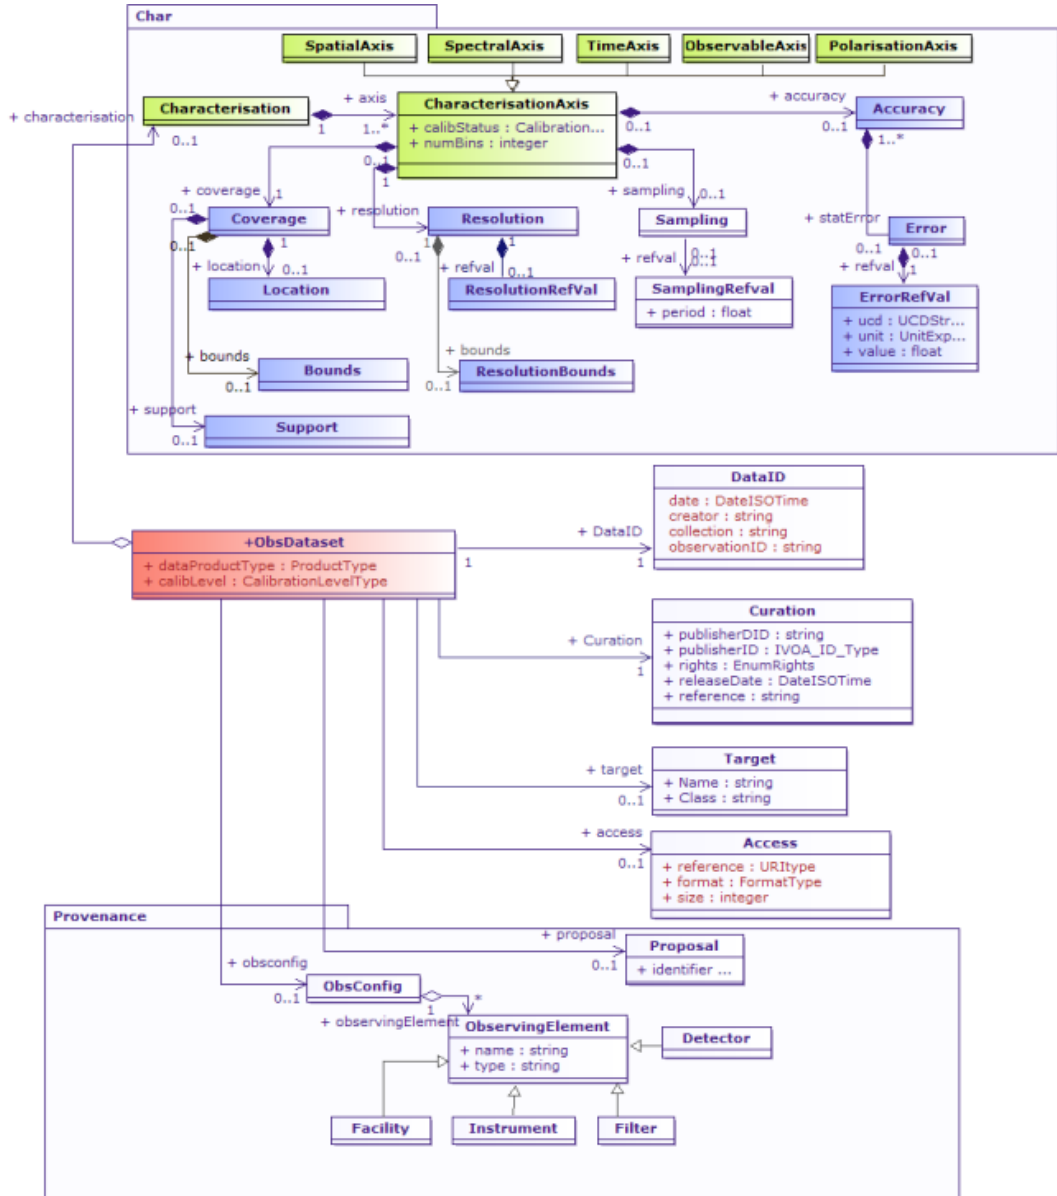 Char
SpatialAxis
SpectralAxis
TimeAxis
ObservableAxis
PolarisationAxis
+ characterisation
Characterisation
0..1
+ axis
1
1..*
CharacterisationAxis
+ calibStatus : Calibration...
+ numBins : integer
+ accuracy
0..1
0..1
Accuracy
1..*
0..1
1
0..1
+ coverage
1
+ resolution
0..1
+ sampling
0..1
+ statError
0..1
0..1
Coverage
0..1
1
Resolution
1
1
Sampling
Error
0..1
+ location
0..1
+ refval
0..1
+ refval
0..1
0..1
+ refval
1
Location
ResolutionRefVal
SamplingRefval
+ period : float
ErrorRefVal
+ ucd : UCDStr...
+ unit : UnitExp...
+ value : float
+ bounds
0..1
Bounds
+ bounds
0..1
ResolutionBounds
+ support
0..1
Support
+ObsDataset
+ dataProductType : ProductType
+ calibLevel : CalibrationLevelType
+ DataID
1
1
DataID
date : DateISOTime
creator : string
collection : string
observationID : string
+ Curation
1
Curation
+ publisherDID : string
+ publisherID : IVOA_ID_Type
+ rights : EnumRights
+ releaseDate : DateISOTime
+ reference : string
+ target
0..1
Target
+ Name : string
+ Class : string
+ access
0..1
Access
+ reference : URItype
+ format : FormatType
+ size : integer
Provenance
+ proposal
0..1
Proposal
+ identifier ...
+ obsconfig
0..1
ObsConfig
1
*
+ observingElement
ObservingElement
+ name : string
+ type : string
Detector
Facility
Instrument
Filter